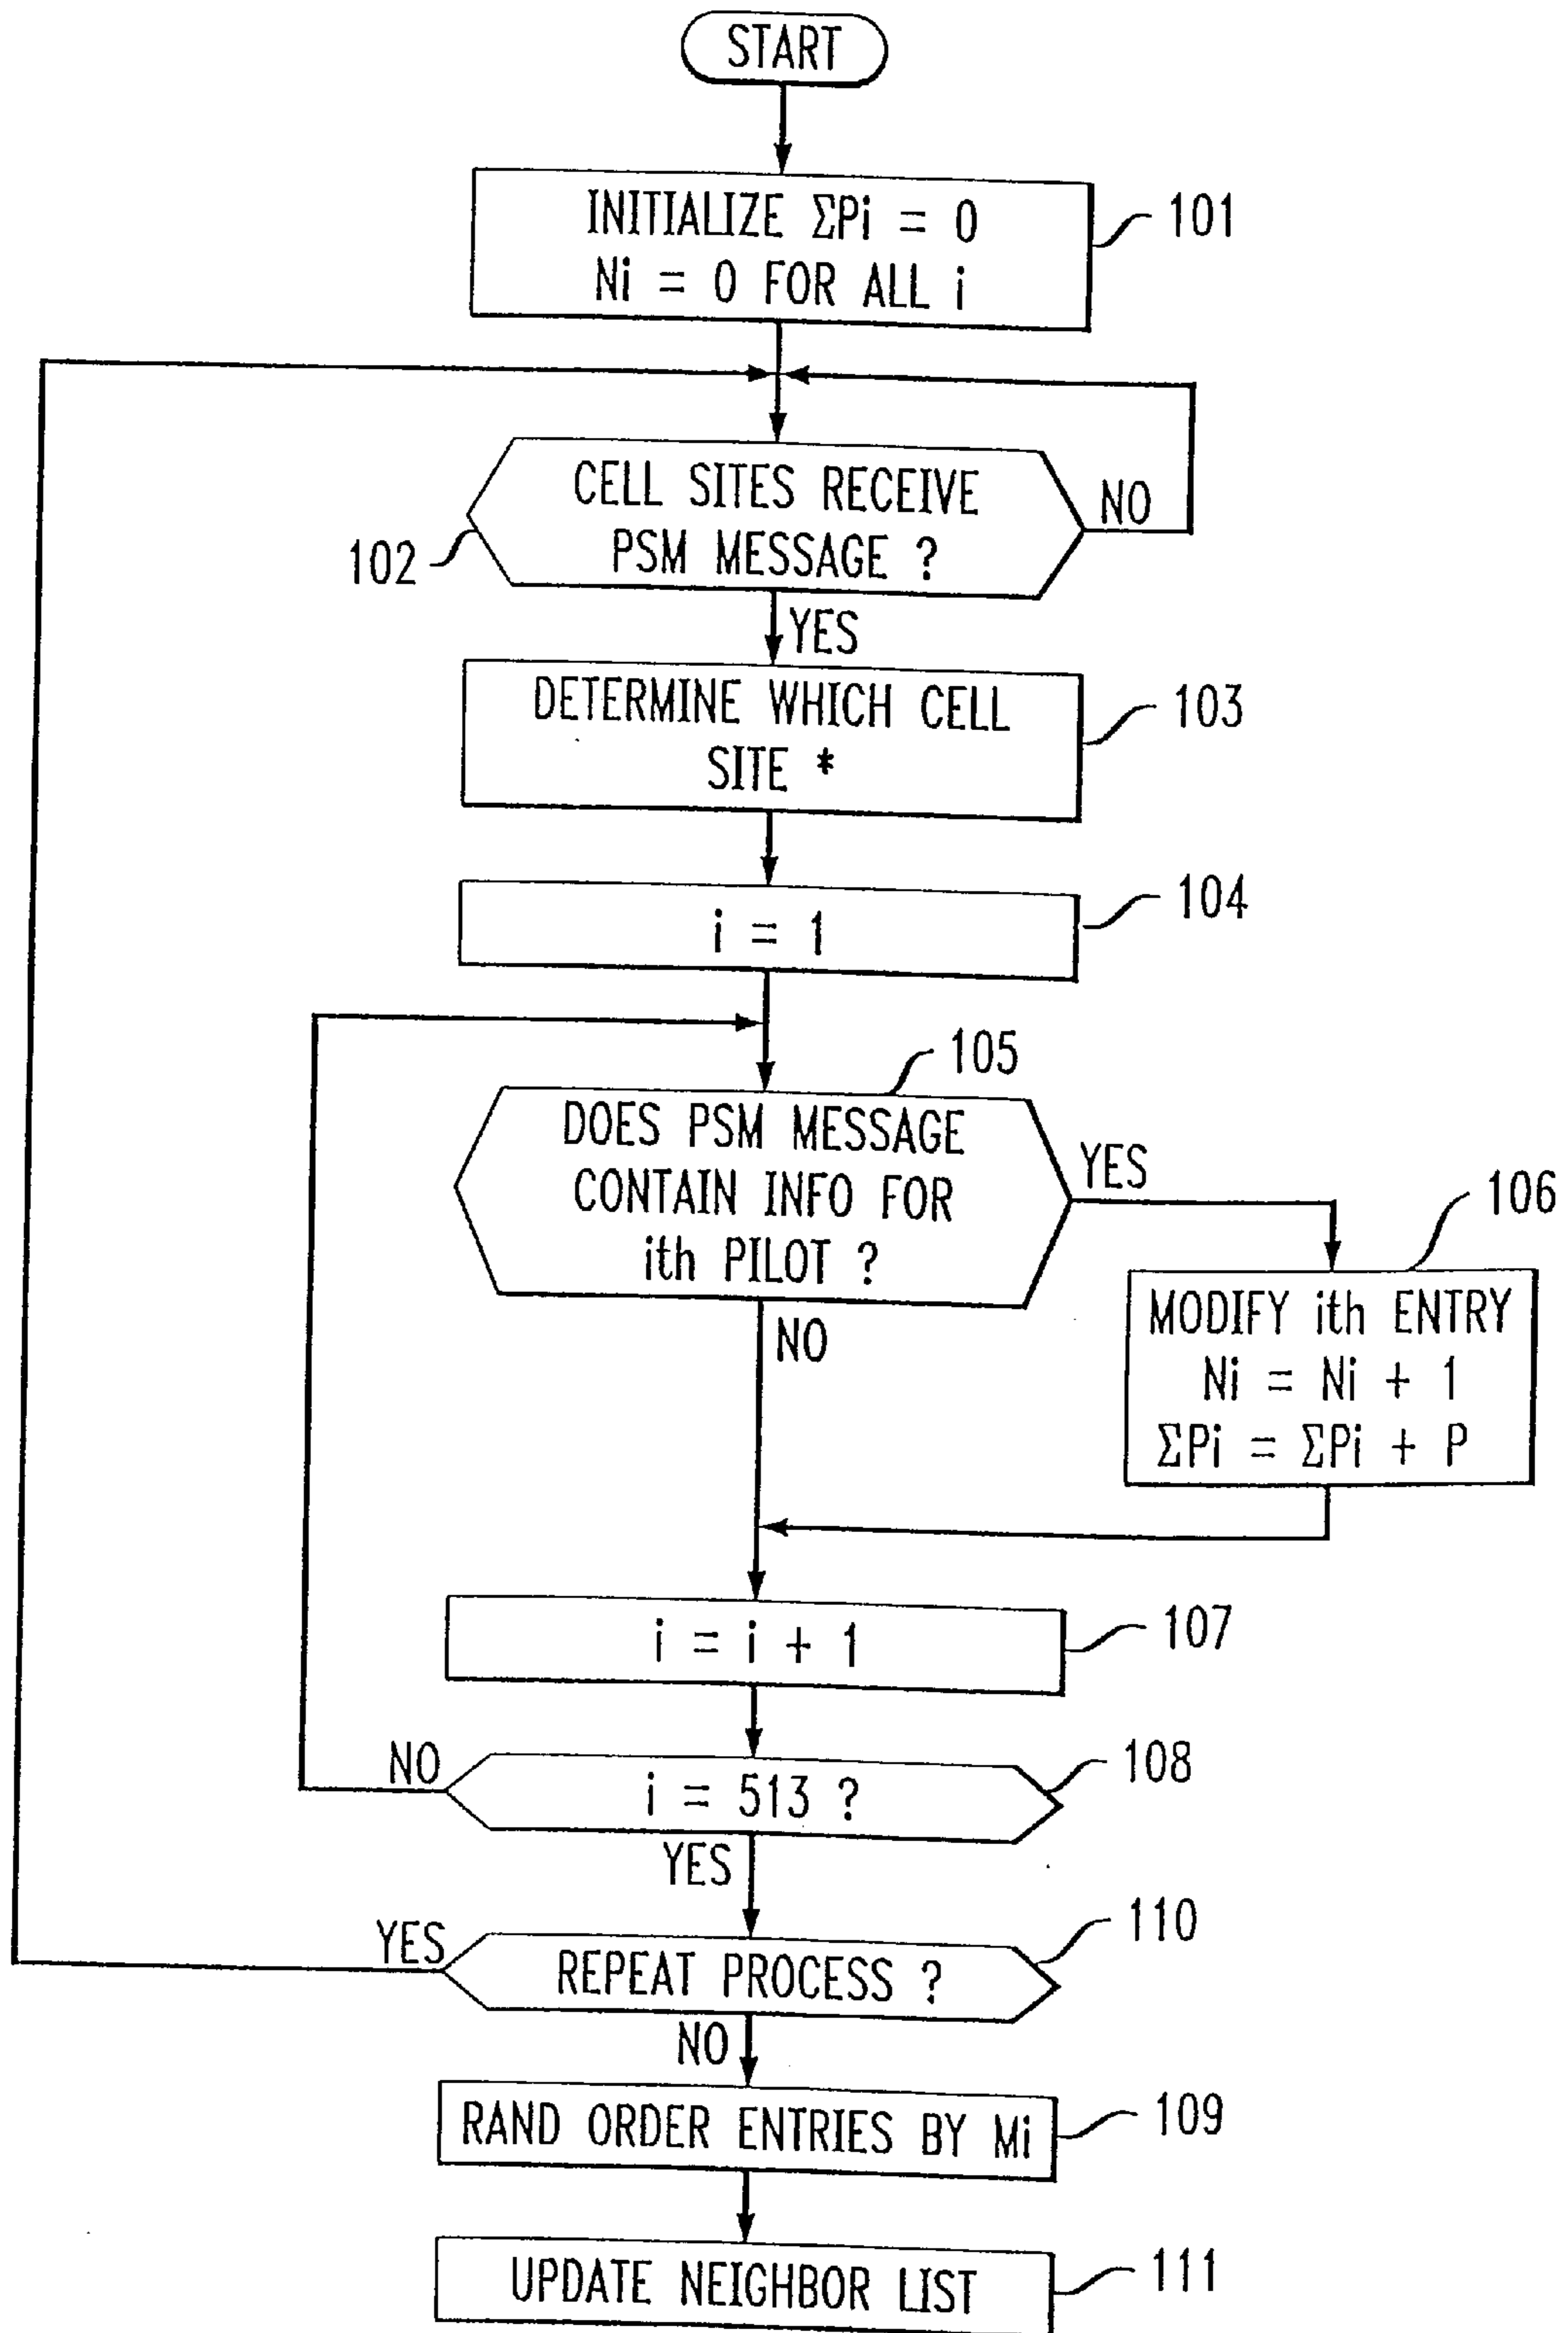 START
INITIALIZE ΣPi = 0
Ni = 0 FOR ALL i
101
CELL SITES RECEIVE
PSM MESSAGE ?
NO
102
YES
DETERMINE WHICH CELL
SITE *
103
i = 1
104
105
DOES PSM MESSAGE
CONTAIN INFO FOR
ith PILOT ?
YES
106
MODIFY ith ENTRY
Ni = Ni + 1
ΣPi = ΣPi + P
NO
i = i + 1
107
NO
i = 513 ?
108
YES
YES
REPEAT PROCESS ?
110
NO
RAND ORDER ENTRIES BY Mi
109
UPDATE NEIGHBOR LIST
111